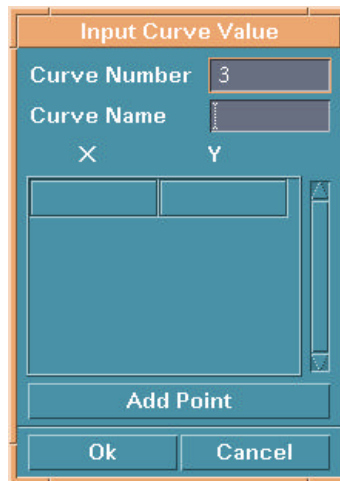 Input Curve Value
Curve Number 3
Curve Name
X Y
Add Point
Ok Cancel